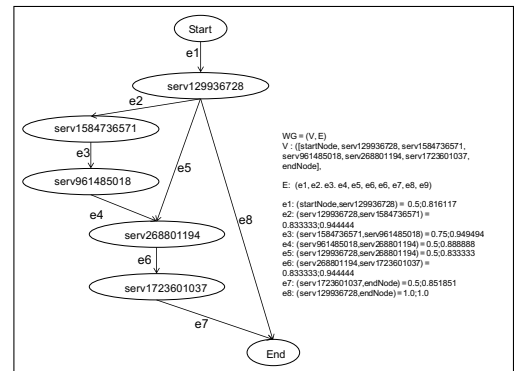 Start
e1
serv129936728
e2
serv1584736571
e3
e5
serv961485018
e4
e8
serv268801194
e6
serv1723601037
e7
End
WG = (V, E)
V : ([startNode, serv129936728, serv1584736571,
serv961485018, serv268801194, serv1723601037,
endNode],
E: (e1, e2. e3. e4, e5, e6, e6, e7, e8, e9)
e1: (startNode,serv129936728) = 0.5;0.816117
e2: (serv129936728,serv1584736571) =
0.833333;0.944444
e3: (serv1584736571,serv961485018) = 0.75;0.949494
e4: (serv961485018,serv268801194) = 0.5;0.888888
e5: (serv129936728,serv268801194) = 0.5;0.833333
e6: (serv268801194,serv1723601037) =
0.833333;0.944444
e7: (serv1723601037,endNode) = 0.5;0.851851
e8: (serv129936728,endNode) = 1.0;1.0